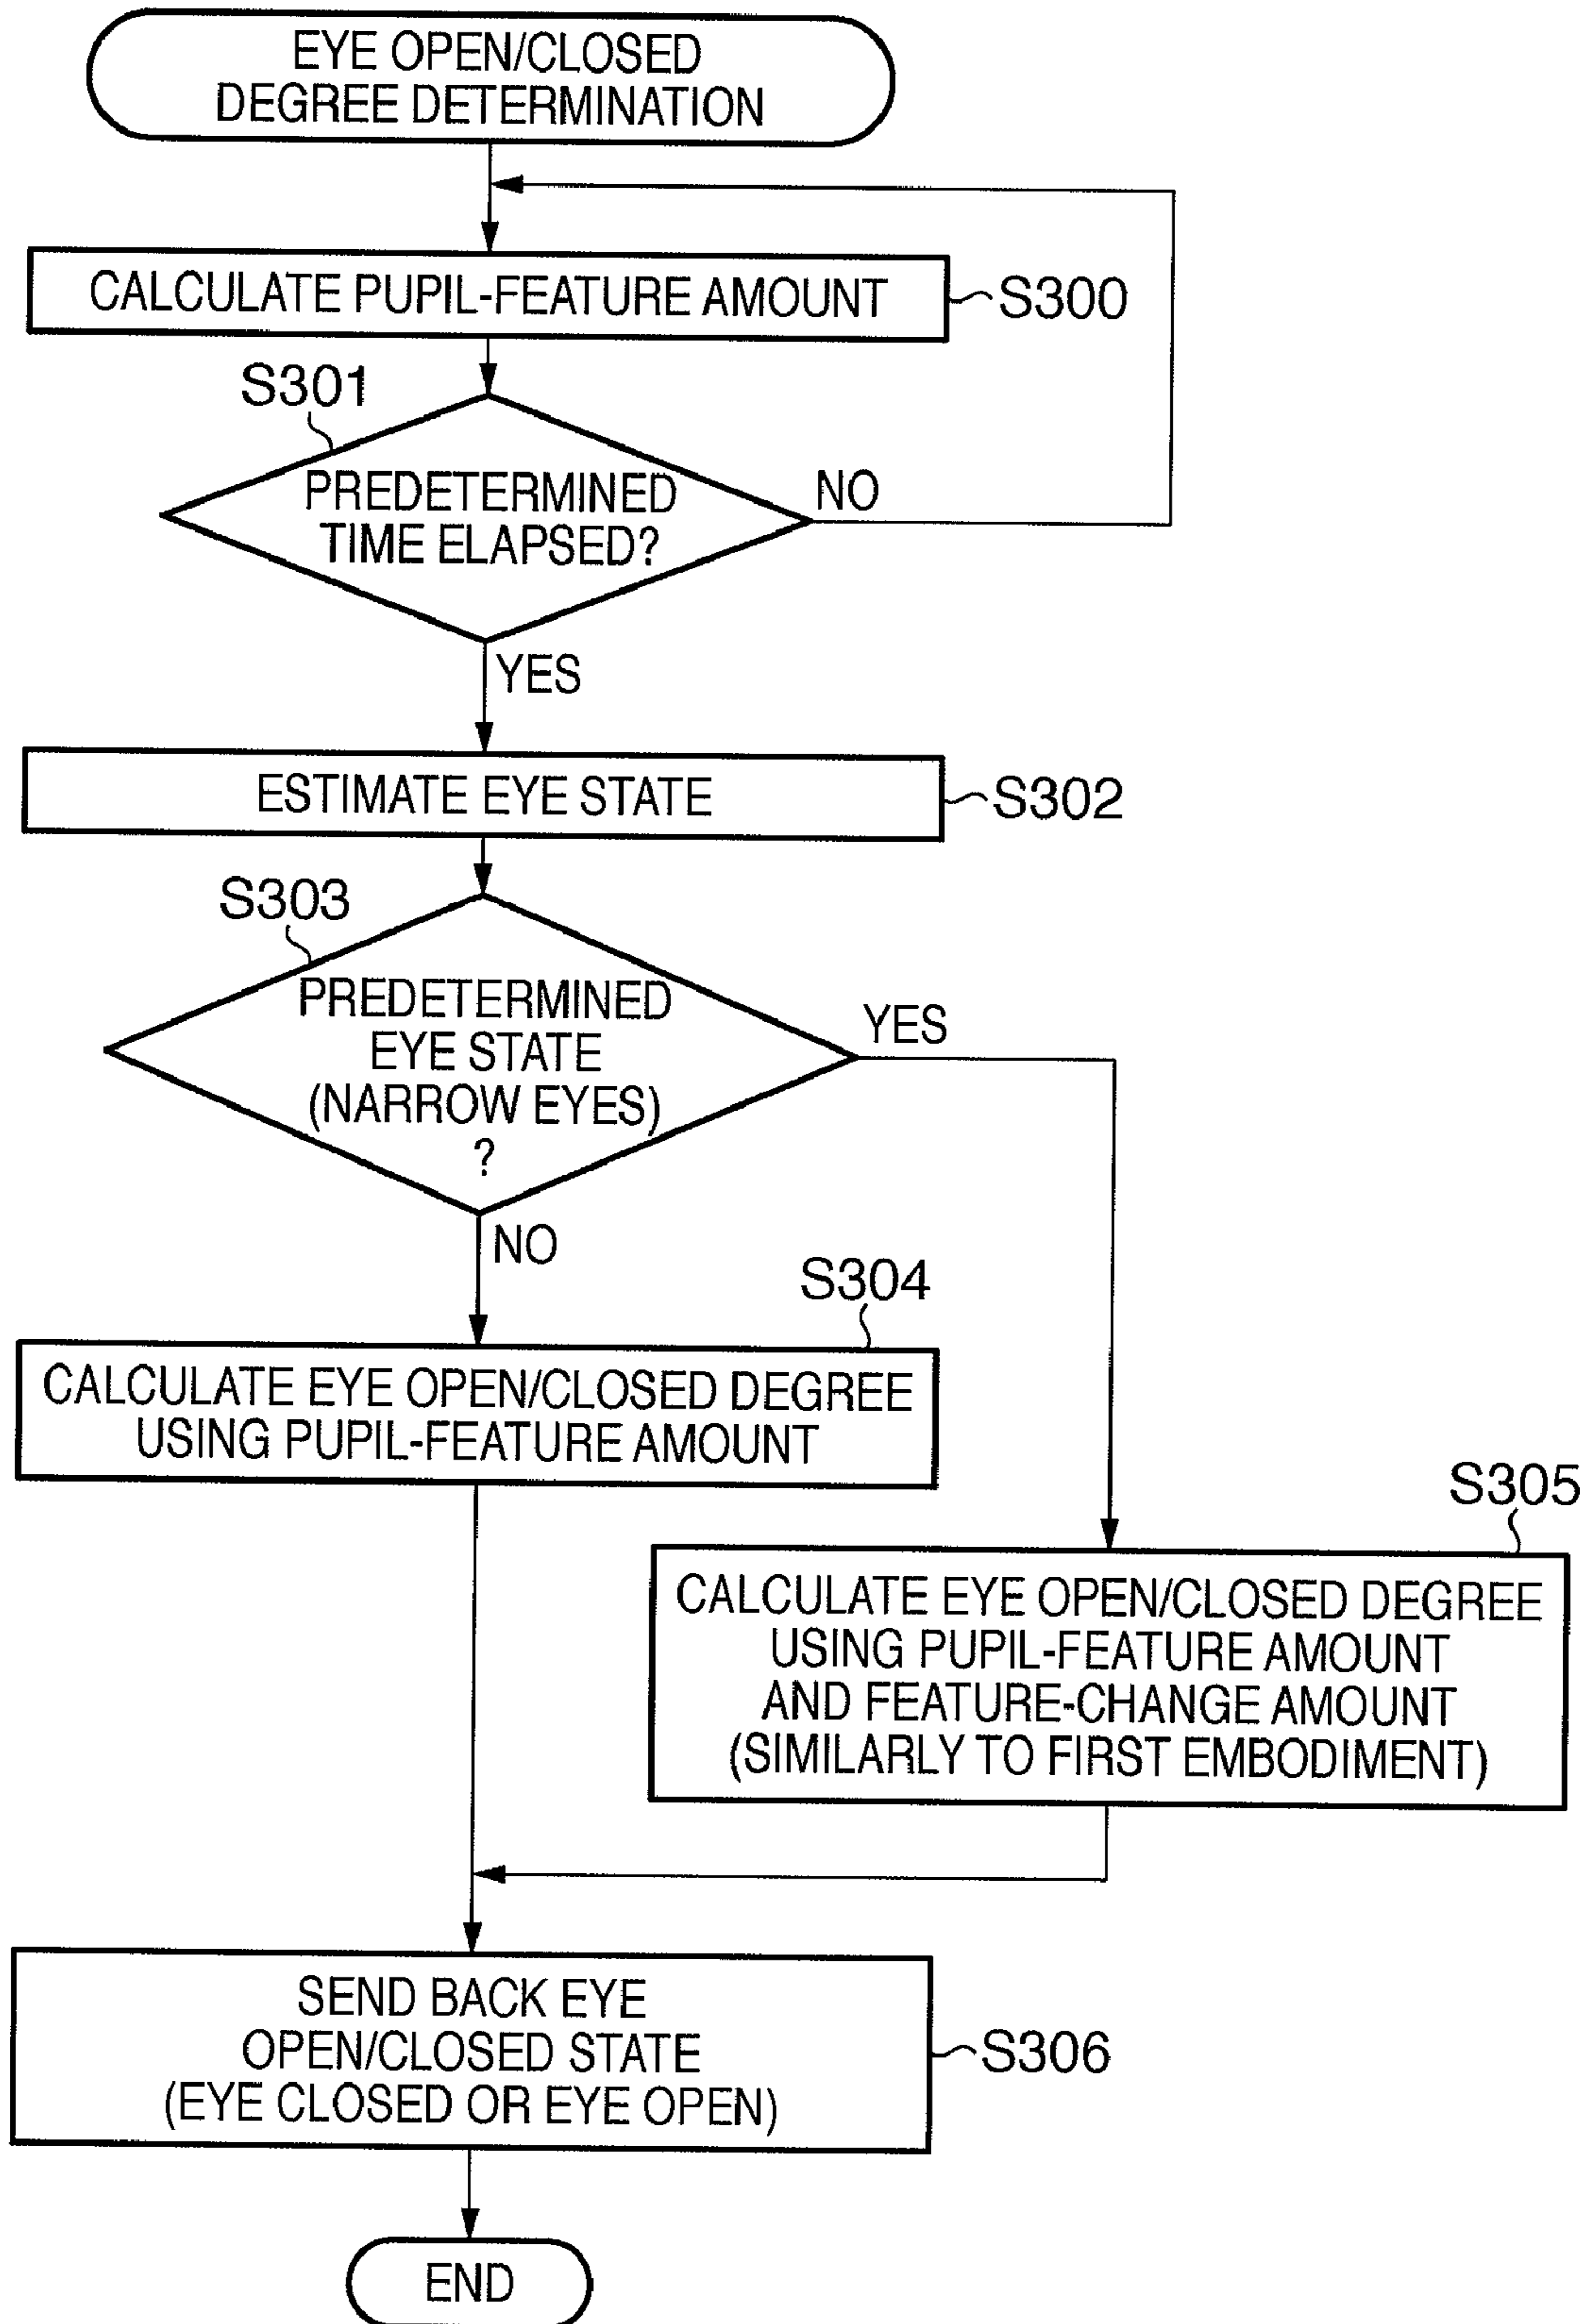 EYE OPEN/CLOSED
DEGREE DETERMINATION
CALCULATE PUPIL-FEATURE AMOUNT
S300
S301
PREDETERMINED
TIME ELAPSED?
NO
YES
ESTIMATE EYE STATE
S302
S303
PREDETERMINED
EYE STATE
(NARROW EYES)
?
YES
NO
S304
CALCULATE EYE OPEN/CLOSED DEGREE
USING PUPIL-FEATURE AMOUNT
S305
CALCULATE EYE OPEN/CLOSED DEGREE
USING PUPIL-FEATURE AMOUNT
AND FEATURE-CHANGE AMOUNT
(SIMILARLY TO FIRST EMBODIMENT)
SEND BACK EYE
OPEN/CLOSED STATE
(EYE CLOSED OR EYE OPEN)
S306
END